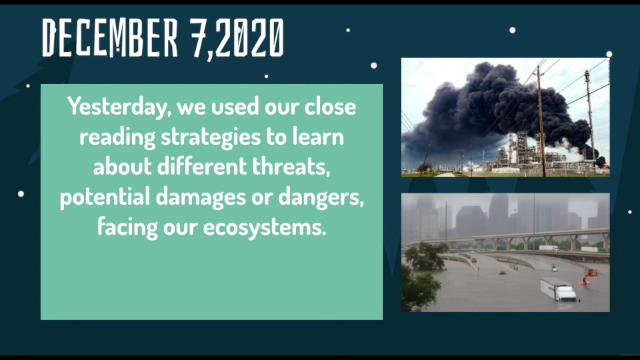 DECEMBER 7,2020
Yesterday, we used our close
reading strategies to learn
about different threats,
potential damages or dangers,
facing our ecosystems.